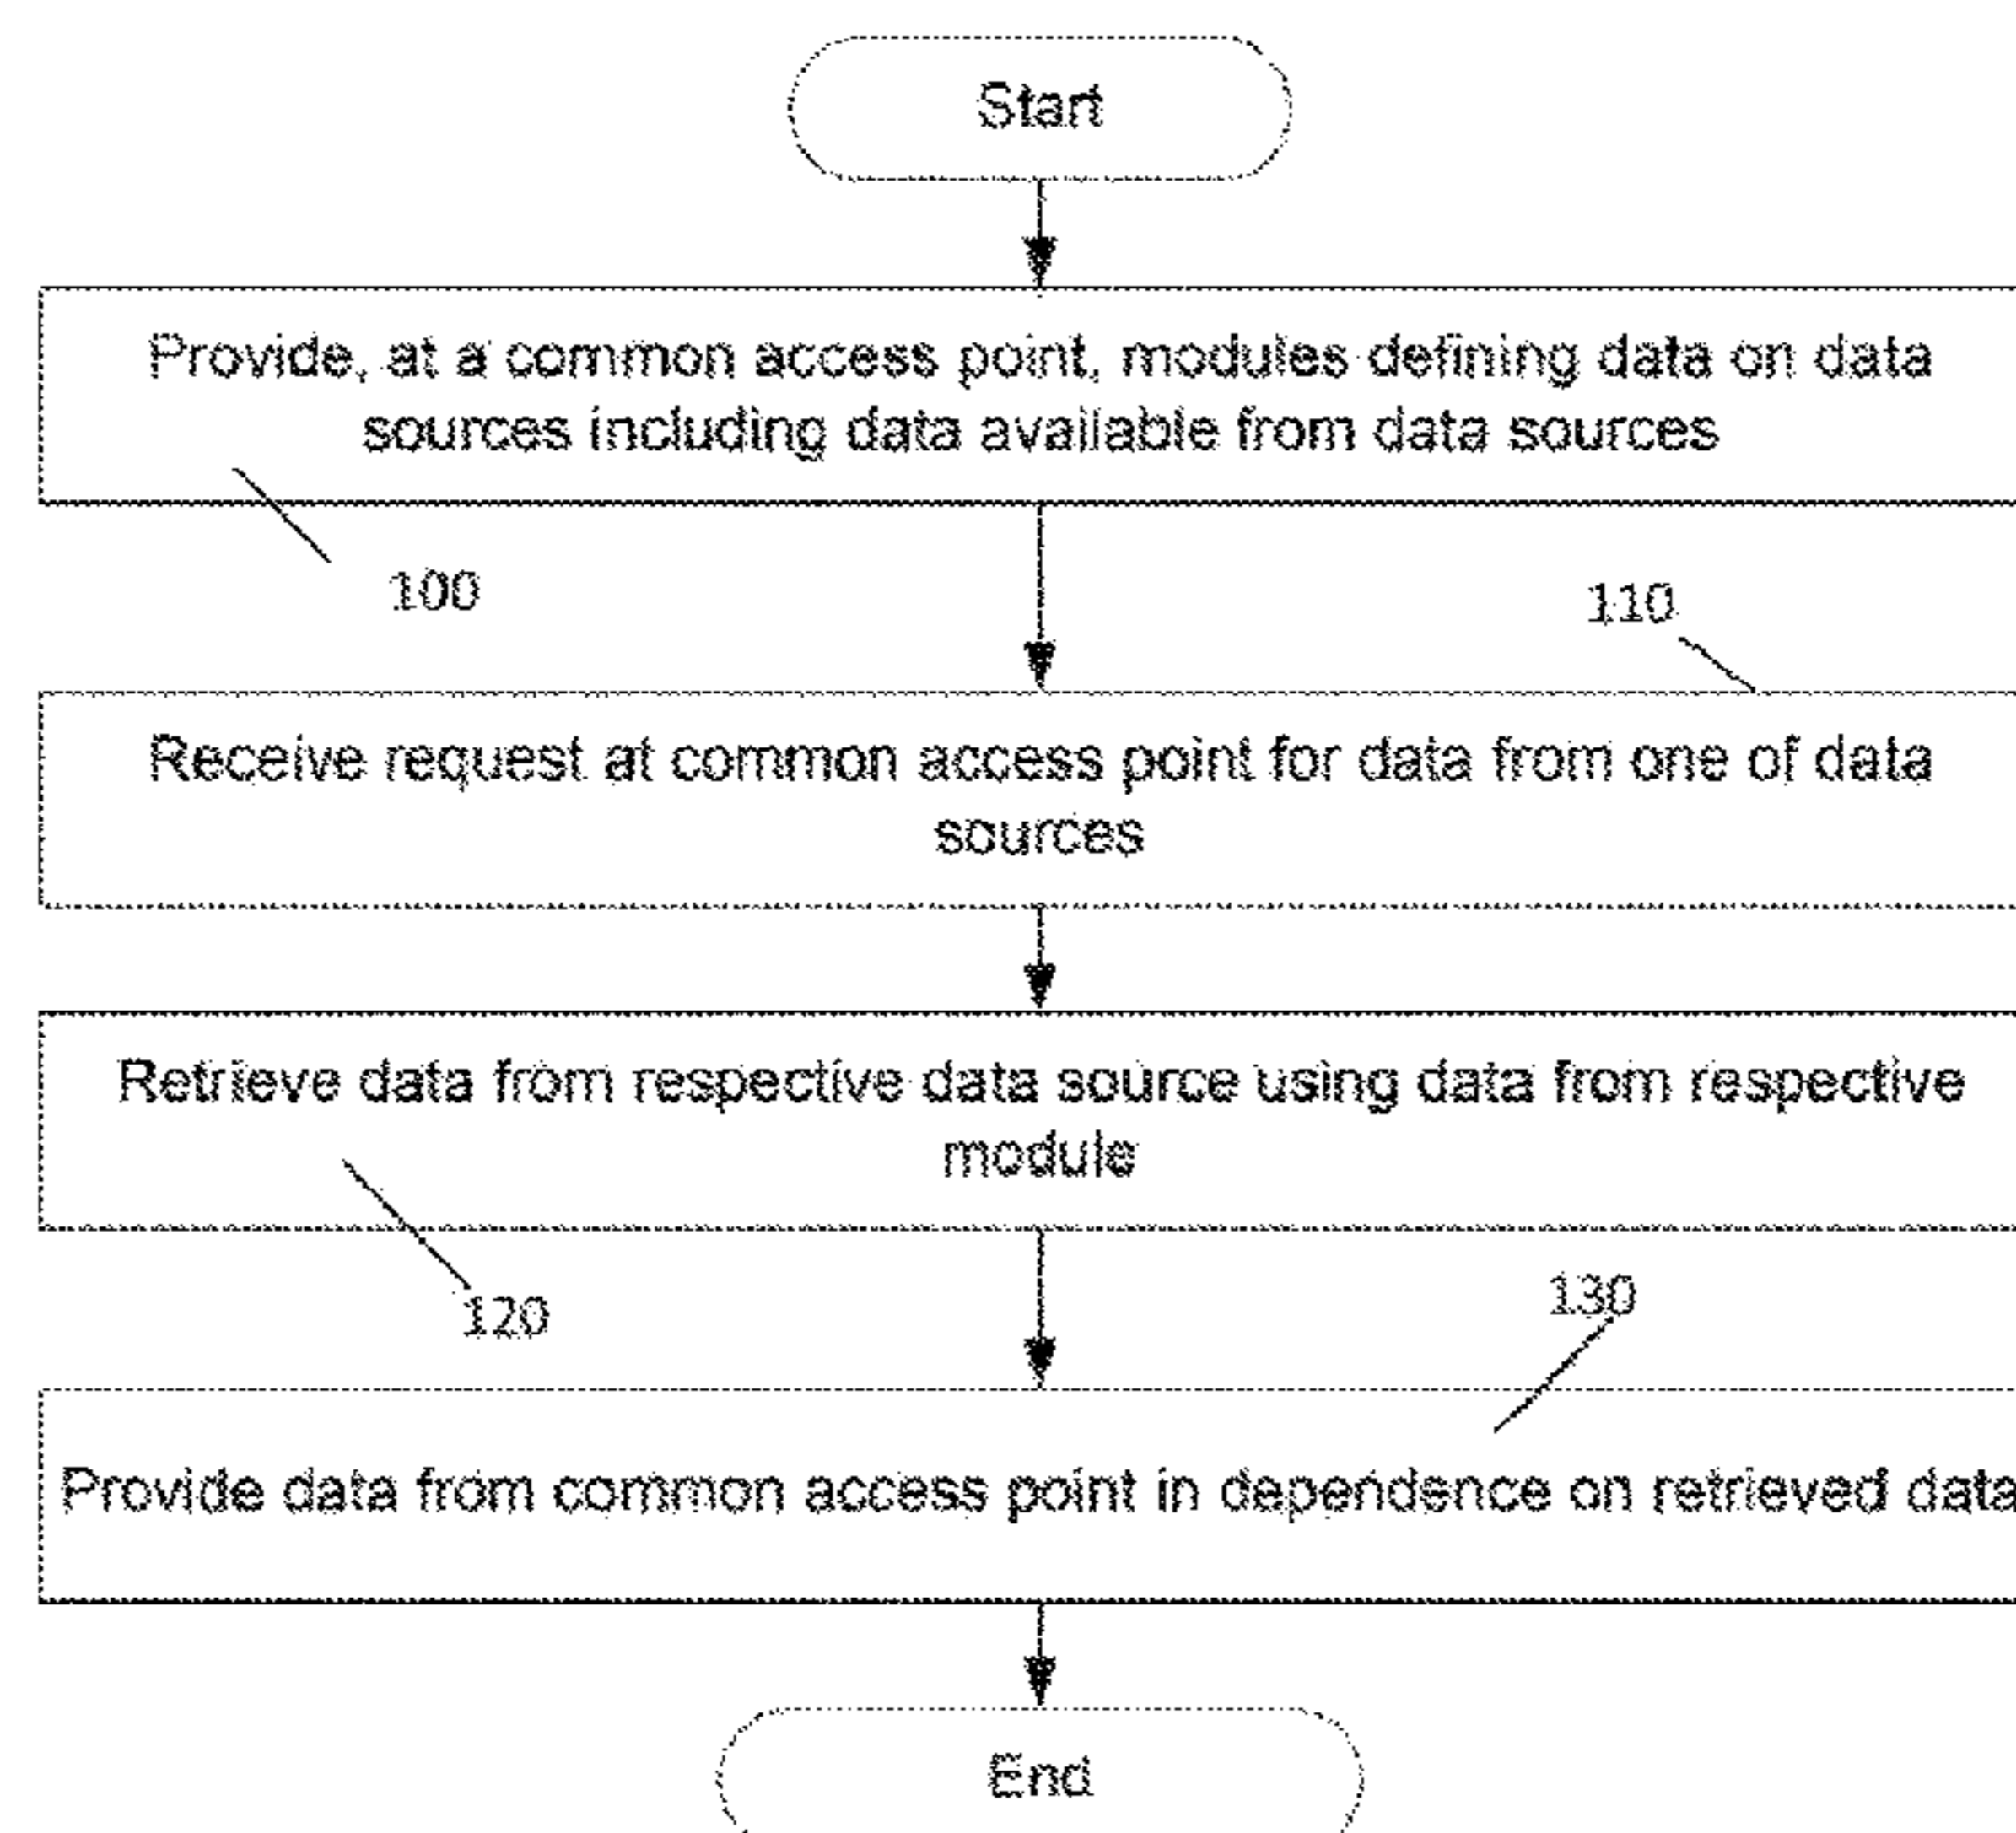 Start
Provide, at a common access point, modules defining data on data
sources including data available from data sources
100
110
Receive request at common access point for data from one of data
sources
Retrieve data from respective data source using data from respective
module
120
130
Provide data from common access point in dependence on retrieved data
End